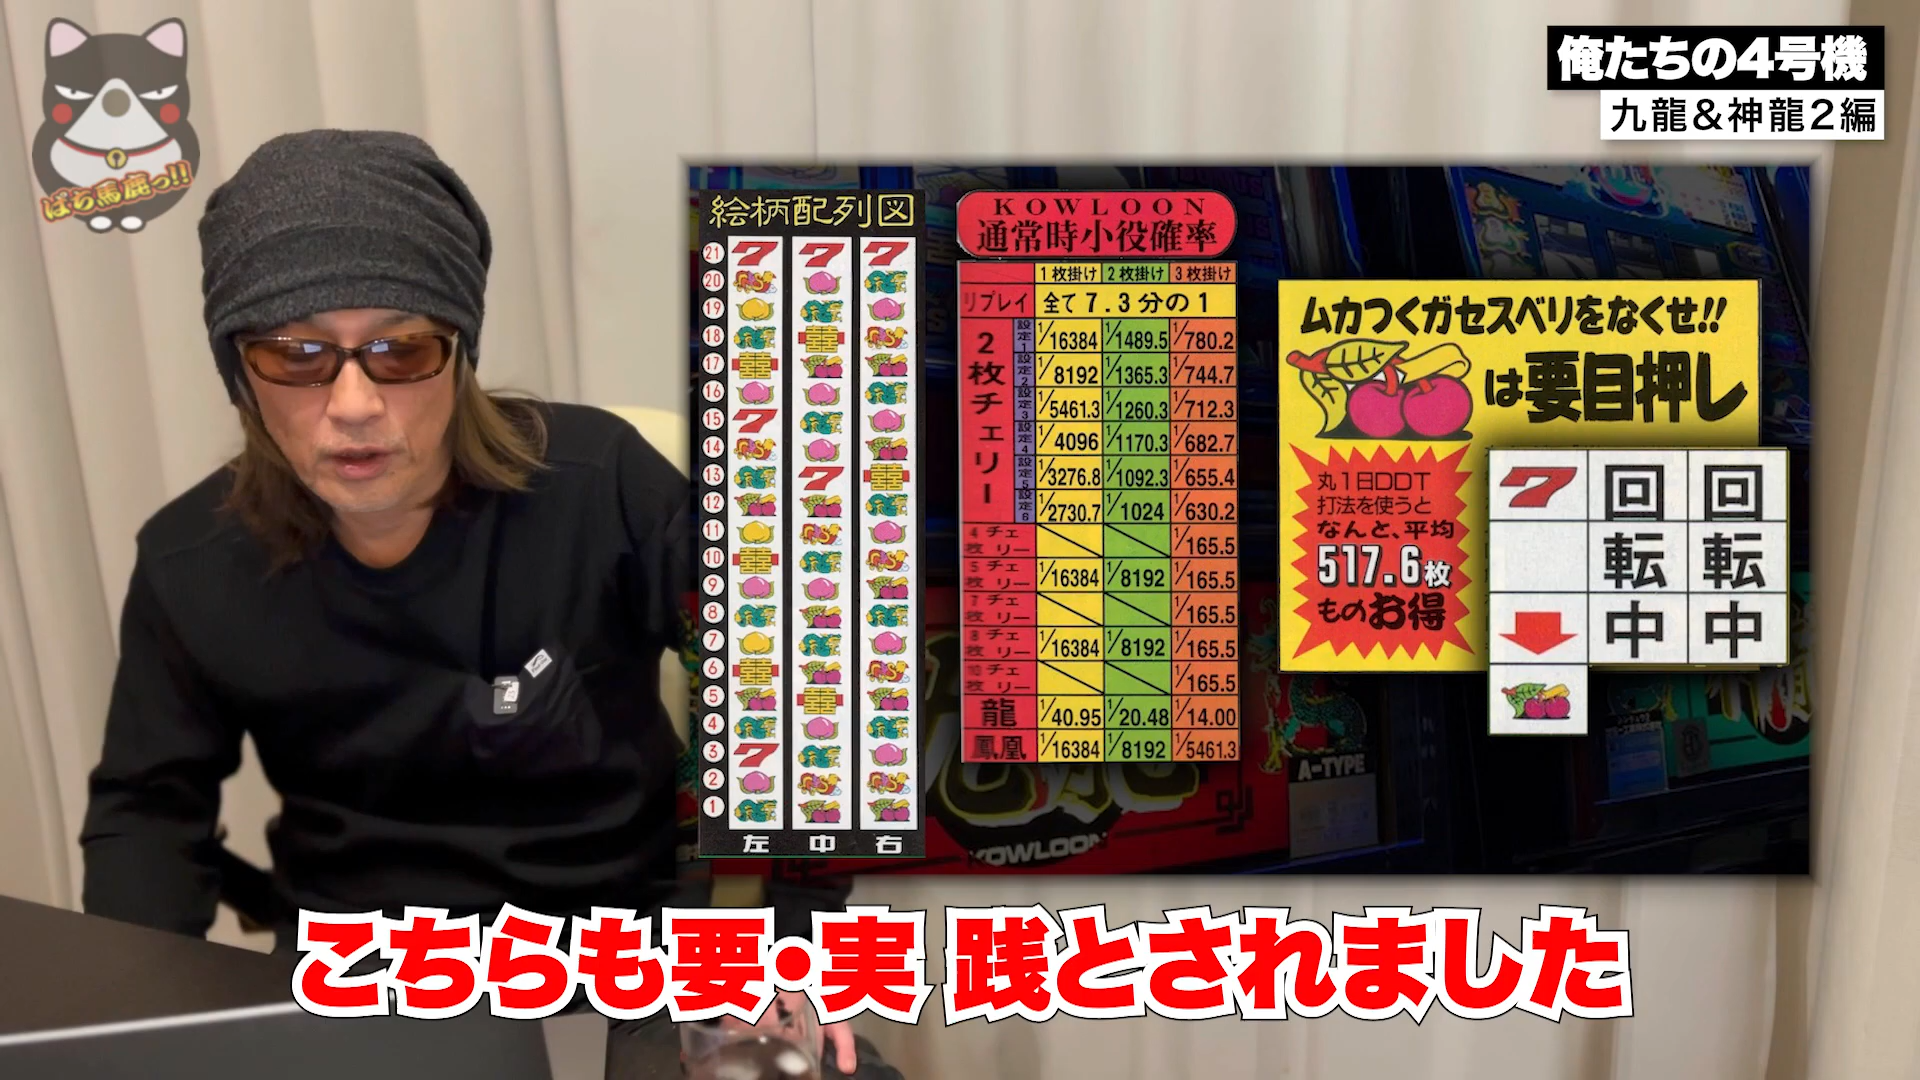 ぱち馬鹿っ!!
俺たちの4号機
九龍&神龍2編
絵柄配列図
21
20
19
18
17
16
15
14
13
12
11
10
9
8
7
6
5
4
3
2
1
左 中 右
KOWLOON
通常時小役確率
1枚掛け 2枚掛け 3枚掛け
リプレイ 全て7.3分の1
2枚チェリー
設定1 1/16384 1/1489.5 1/780.2
設定2 1/8192 1/1365.3 1/744.7
設定3 1/5461.3 1/1260.3 1/712.3
設定4 1/4096 1/1170.3 1/682.7
設定5 1/3276.8 1/1092.3 1/655.4
設定6 1/2730.7 1/1024 1/630.2
4枚チェリー 1/165.5
5枚チェリー 1/16384 1/8192 1/165.5
7枚チェリー 1/165.5
8枚チェリー 1/16384 1/8192 1/165.5
10枚チェリー 1/165.5
龍 1/40.95 1/20.48 1/14.00
鳳凰 1/16384 1/8192 1/5461.3
ムカつくガセスベリをなくせ!!
は要目押し
丸1日DDT
打法を使うと
なんと、平均
517.6枚
ものお得
7 回転中 回転中
A-TYPE
KOWLOON
こちらも要・実 践とされました